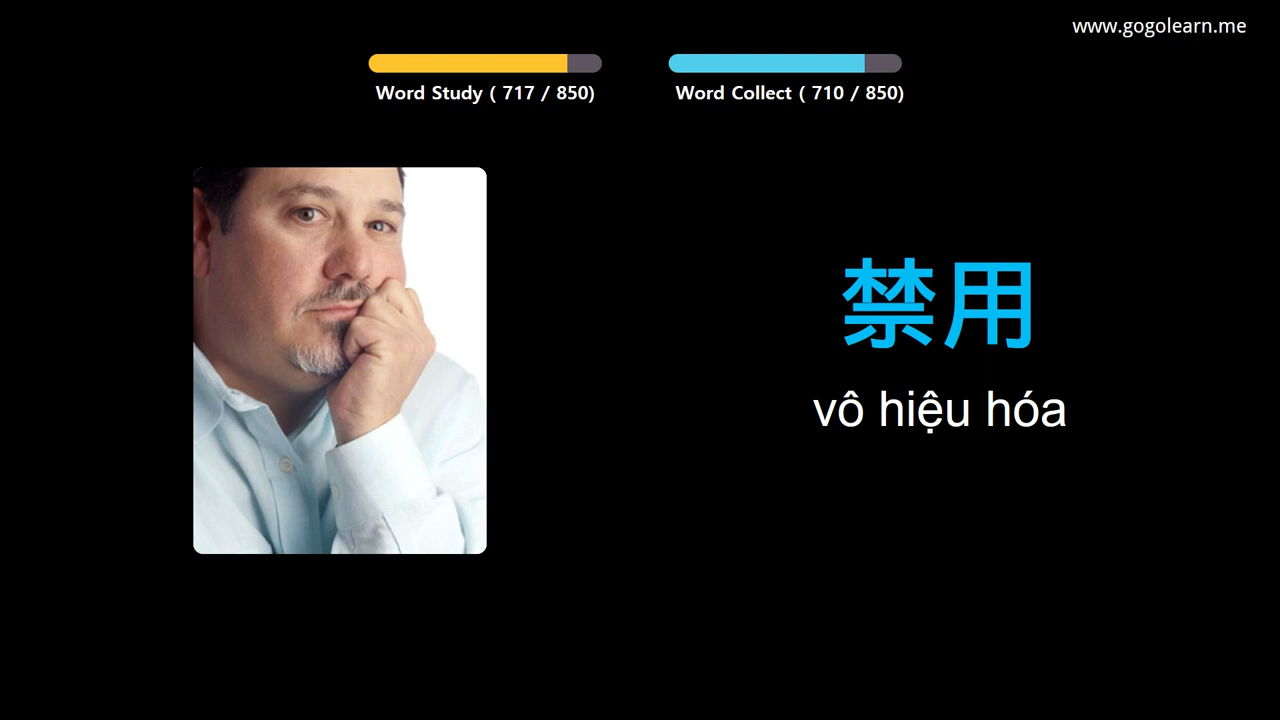 www.gogolearn.me
Word Study ( 717 / 850)
Word Collect ( 710 / 850)
禁用
vô hiệu hóa